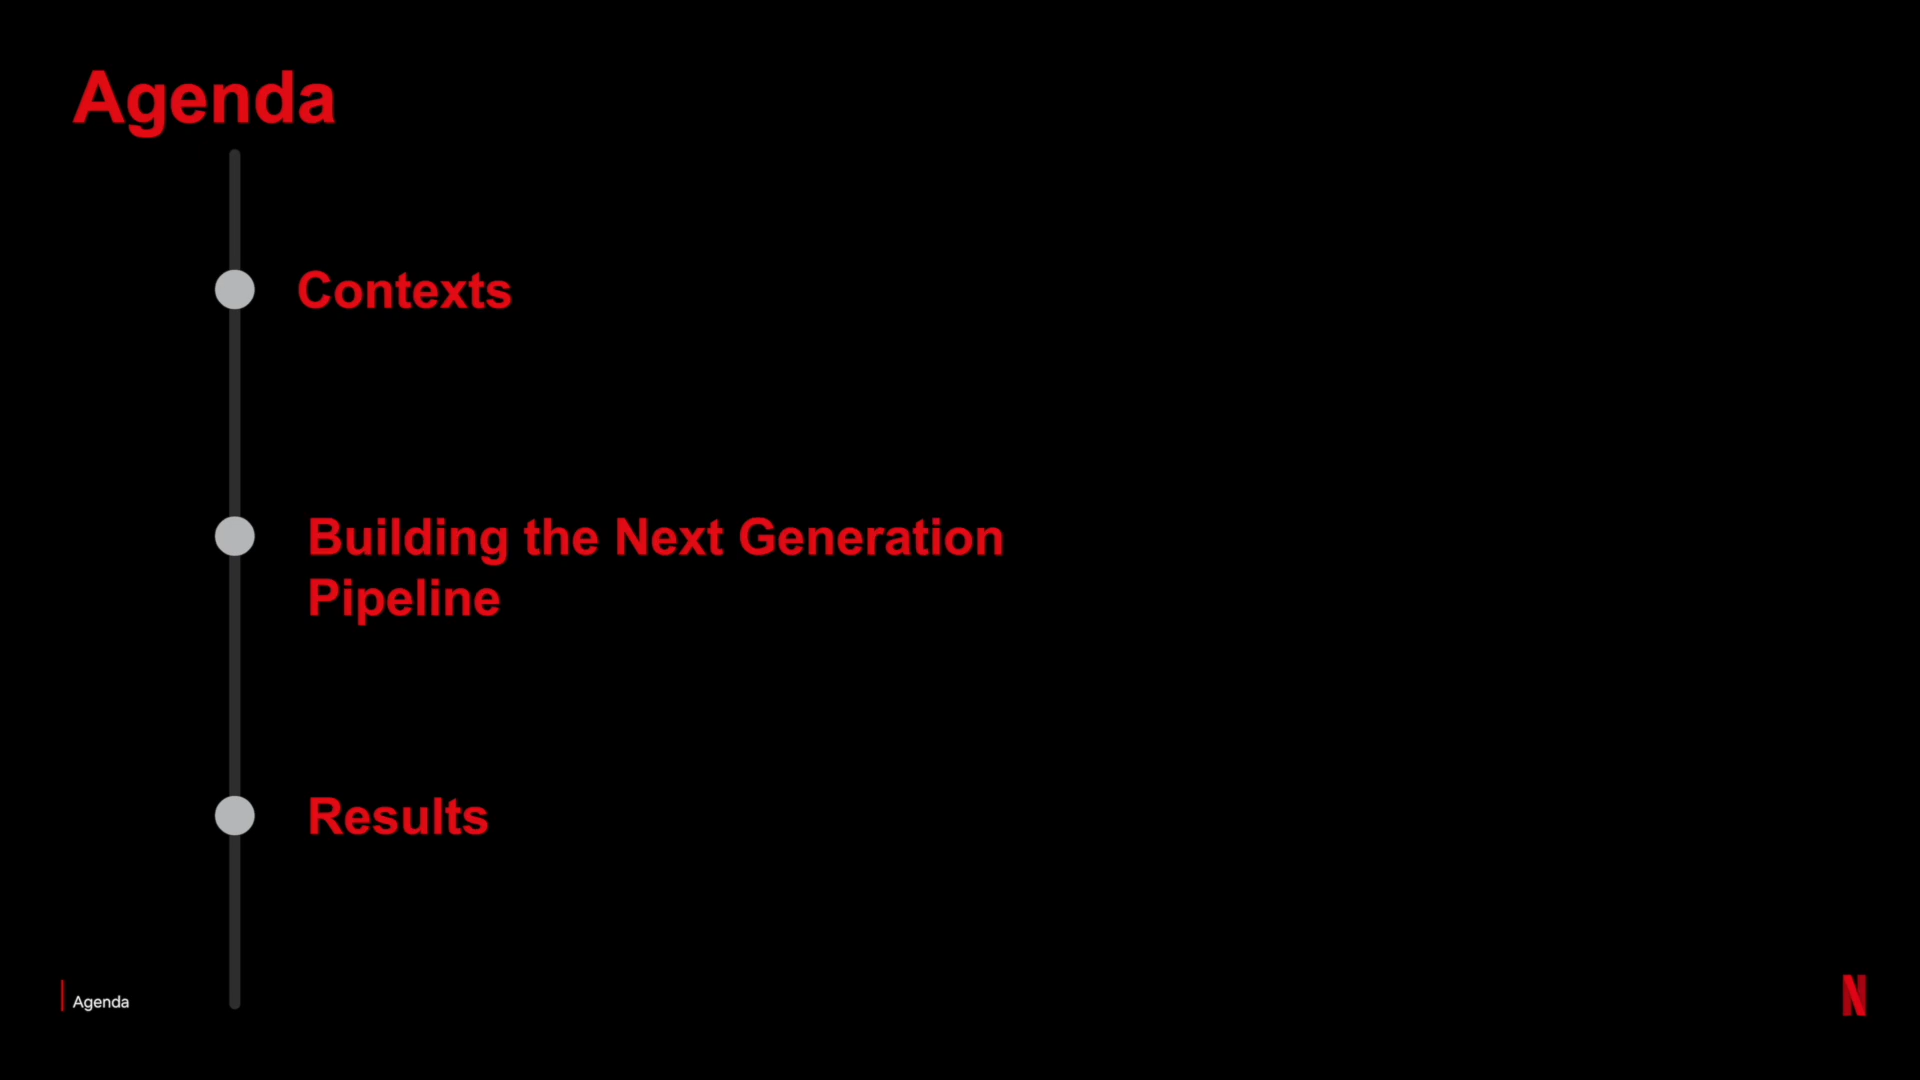 Agenda
Contexts
Building the Next Generation
Pipeline
Results
Agenda
N